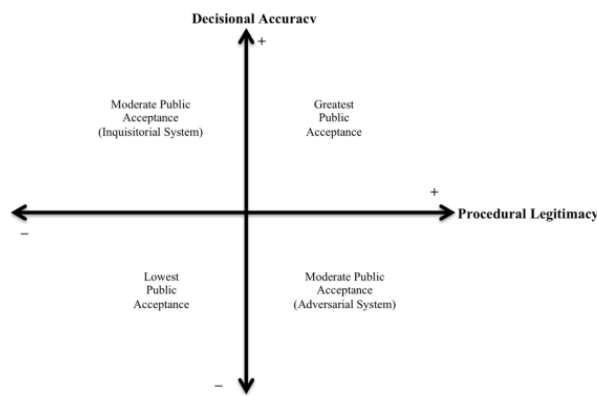 Decisional Accuracy
+
Moderate Public
Acceptance
(Inquisitorial System)
Greatest
Public
Acceptance
+
Procedural Legitimacy
–
Lowest
Public
Acceptance
Moderate Public
Acceptance
(Adversarial System)
–